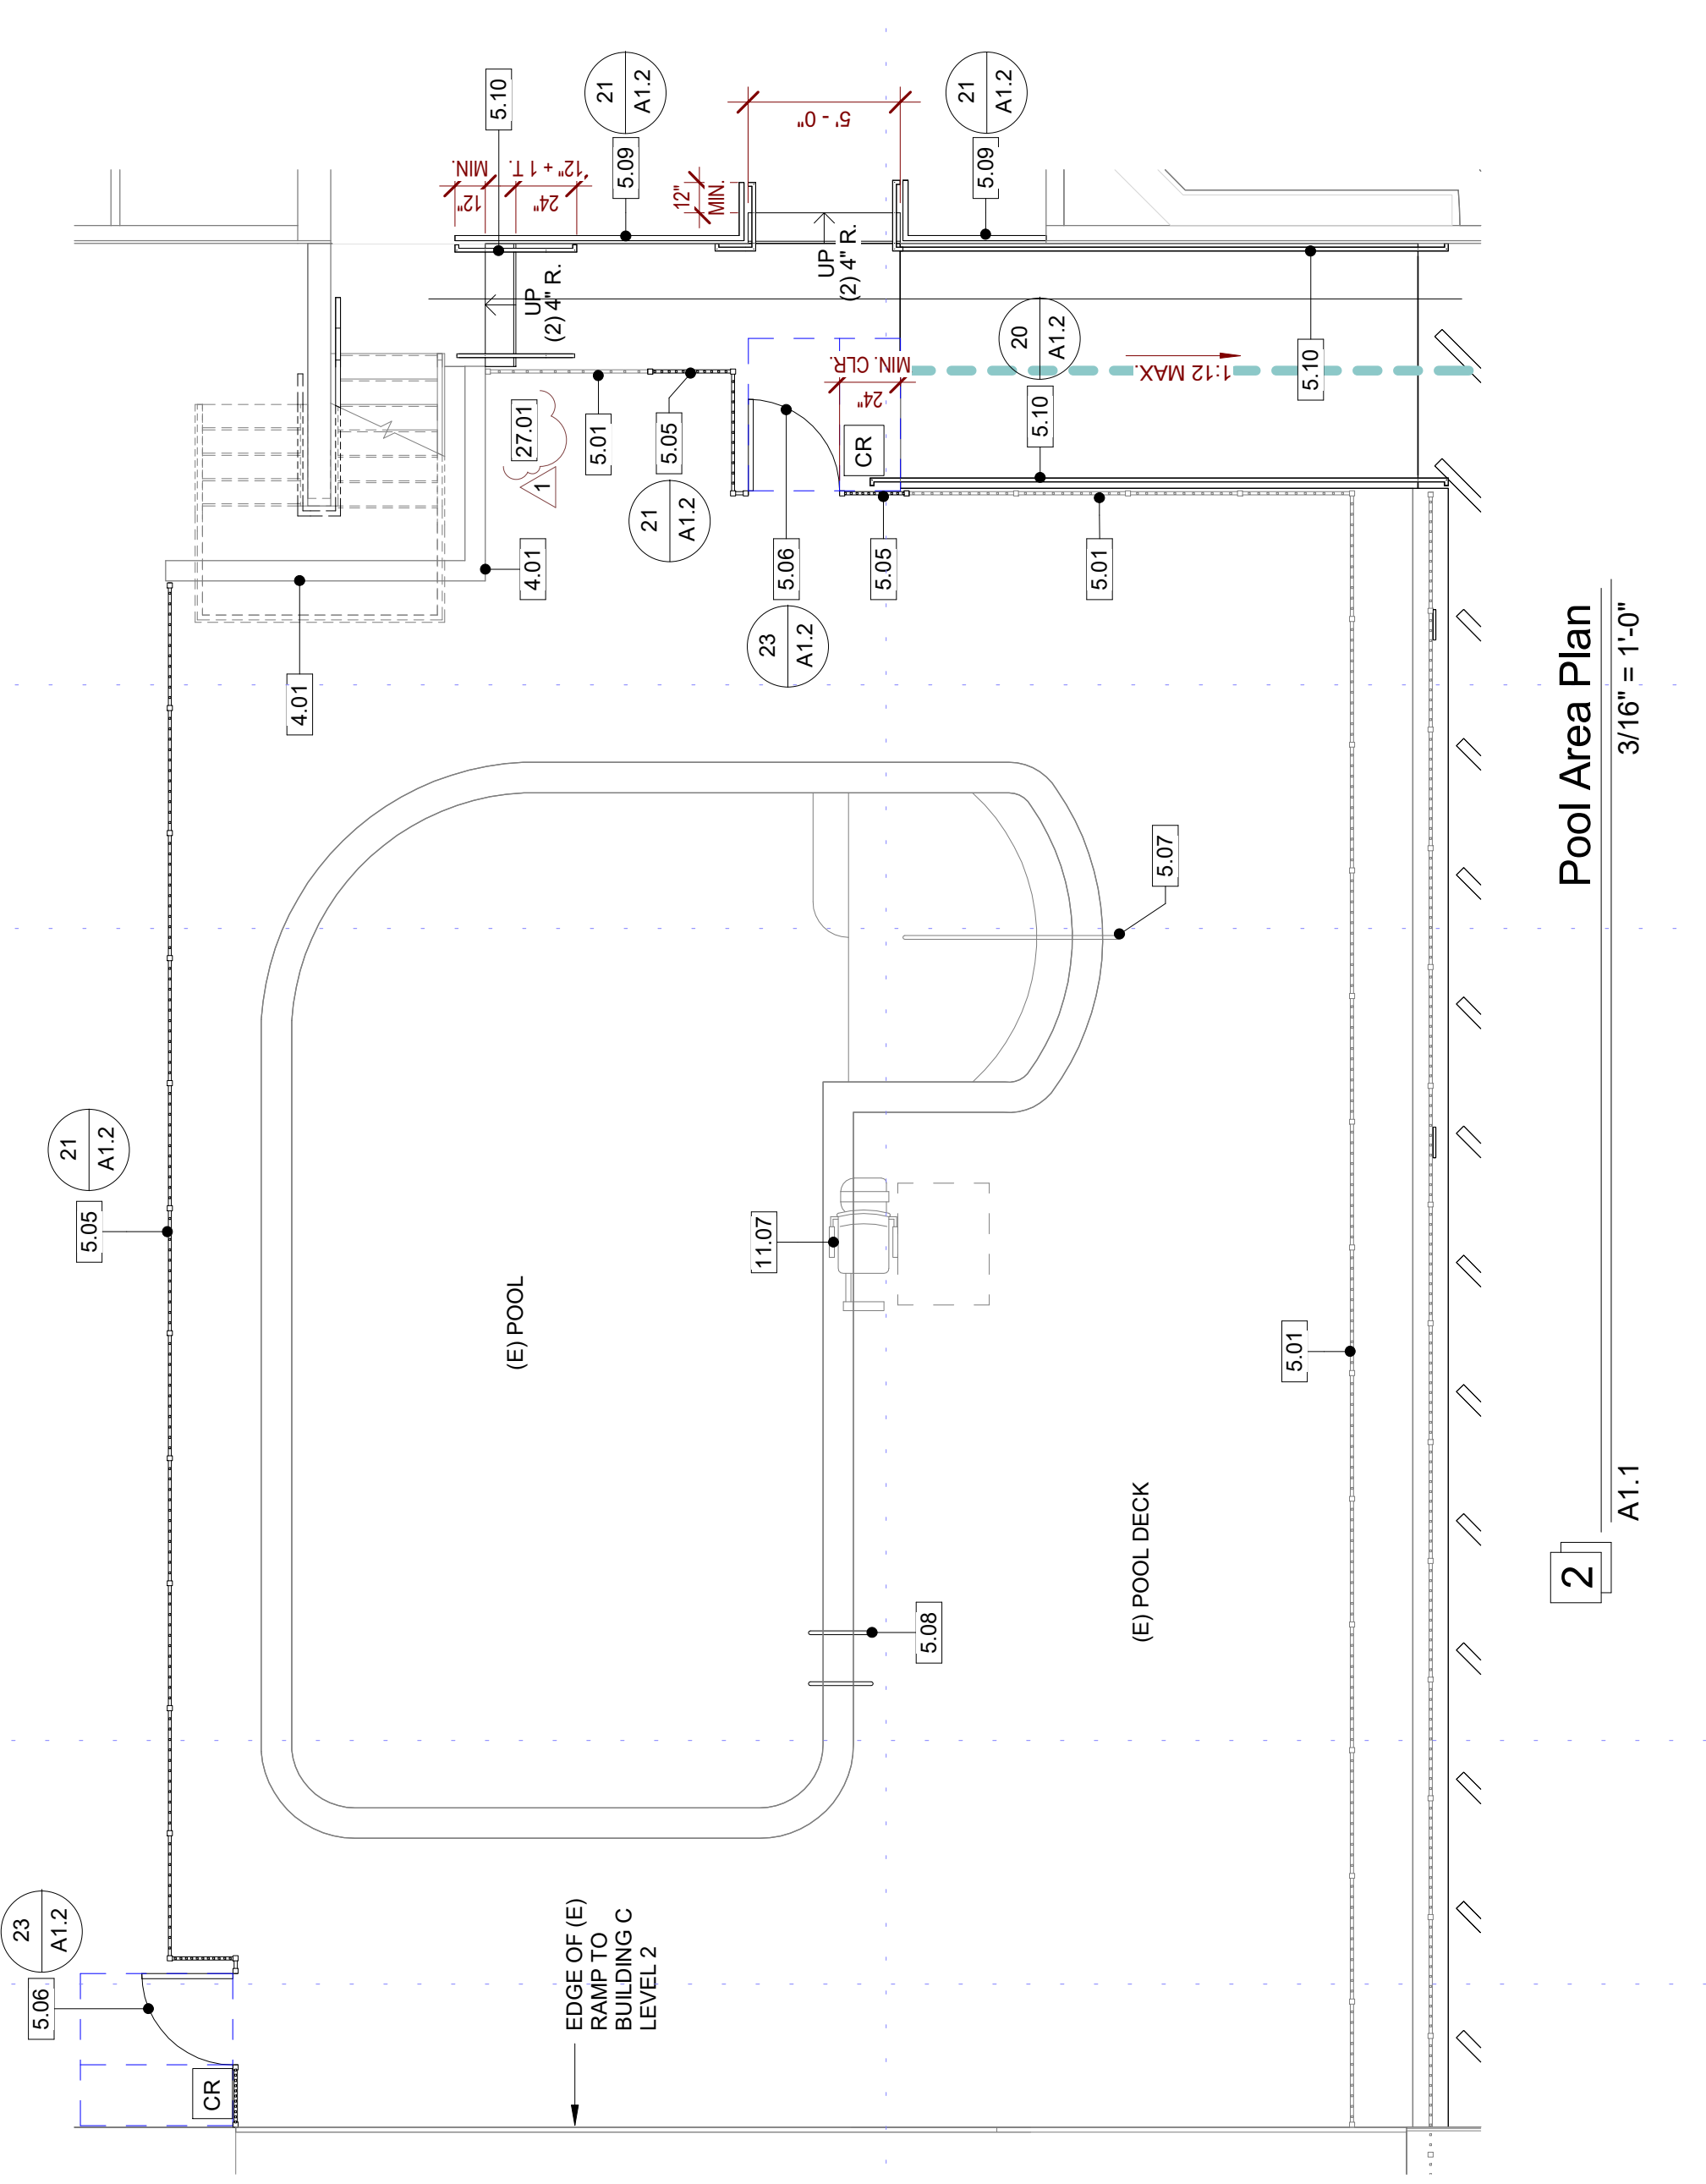 23
A1.2
5.06
CR
21
A1.2
5.05
EDGE OF (E)
RAMP TO
BUILDING C
LEVEL 2
(E) POOL
(E) POOL DECK
5.08
11.07
5.01
5.07
4.01
4.01
23
A1.2
5.06
5.05
5.01
21
A1.2
5.05
5.01
27.01
1
CR
24"
MIN. CLR.
20
A1.2
5.10
1:12 MAX.
5.10
UP
(2) 4" R.
UP
(2) 4" R.
5.10
12"
MIN.
24"
12" + 1 T.
5.09
21
A1.2
12"
MIN.
5' - 0"
5.09
21
A1.2
2
Pool Area Plan
A1.1
3/16" = 1'-0"